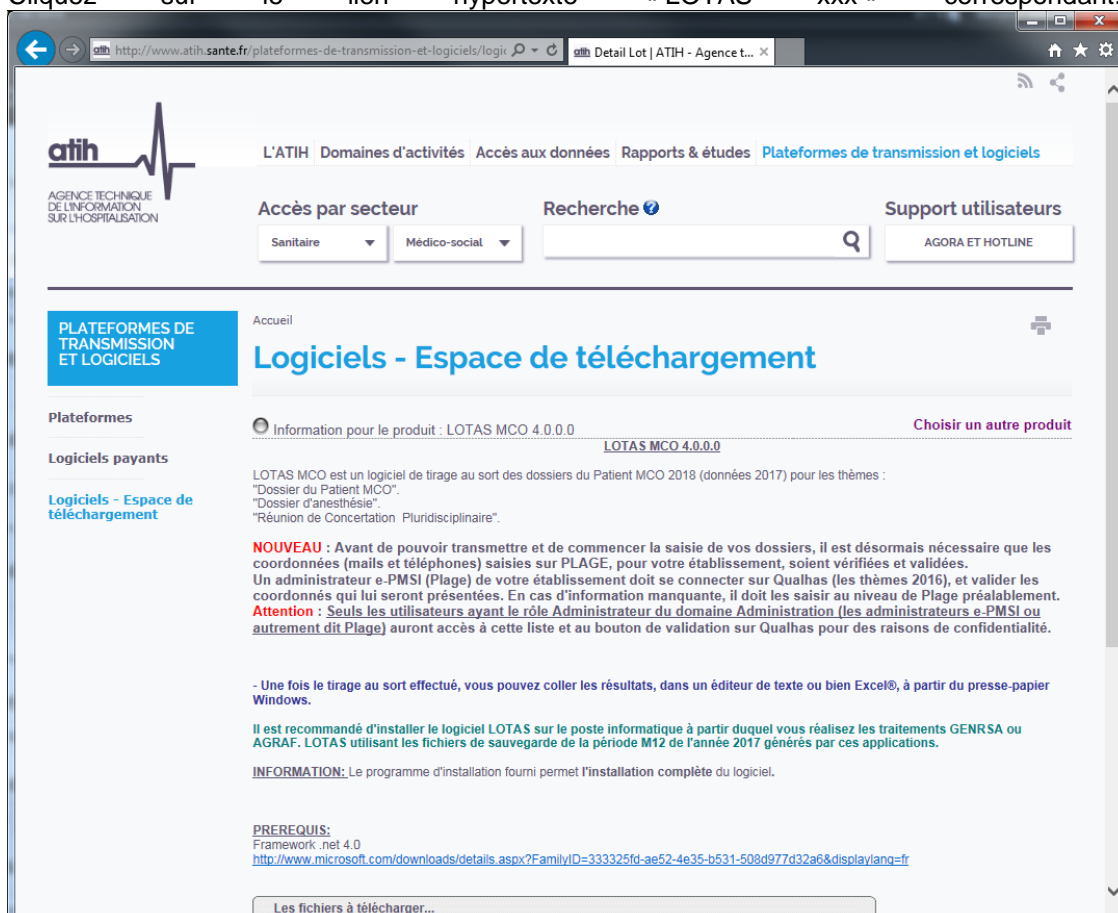 Cliquez sur le lien hypertexte « LOTAS xxx » correspondant.
http://www.atih.sante.fr/plateformes-de-transmission-et-logiciels/logic
Detail Lot | ATIH - Agence t...
atih
AGENCE TECHNIQUE
DE L'INFORMATION
SUR L'HOSPITALISATION
L'ATIH Domaines d'activités Accès aux données Rapports & études Plateformes de transmission et logiciels
Accès par secteur Recherche Support utilisateurs
Sanitaire Médico-social AGORA ET HOTLINE
PLATEFORMES DE
TRANSMISSION
ET LOGICIELS
Accueil
Logiciels - Espace de téléchargement
Plateformes
Logiciels payants
Logiciels - Espace de
téléchargement
Information pour le produit : LOTAS MCO 4.0.0.0 Choisir un autre produit
LOTAS MCO 4.0.0.0
LOTAS MCO est un logiciel de tirage au sort des dossiers du Patient MCO 2018 (données 2017) pour les thèmes :
"Dossier du Patient MCO".
"Dossier d'anesthésie".
"Réunion de Concertation Pluridisciplinaire".
NOUVEAU : Avant de pouvoir transmettre et de commencer la saisie de vos dossiers, il est désormais nécessaire que les
coordonnées (mails et téléphones) saisies sur PLAGE, pour votre établissement, soient vérifiées et validées.
Un administrateur e-PMSI (Plage) de votre établissement doit se connecter sur Qualhas (les thèmes 2016), et valider les
coordonnés qui lui seront présentées. En cas d'information manquante, il doit les saisir au niveau de Plage préalablement.
Attention : Seuls les utilisateurs ayant le rôle Administrateur du domaine Administration (les administrateurs e-PMSI ou
autrement dit Plage) auront accès à cette liste et au bouton de validation sur Qualhas pour des raisons de confidentialité.
- Une fois le tirage au sort effectué, vous pouvez coller les résultats, dans un éditeur de texte ou bien Excel®, à partir du presse-papier
Windows.
Il est recommandé d'installer le logiciel LOTAS sur le poste informatique à partir duquel vous réalisez les traitements GENRSA ou
AGRAF. LOTAS utilisant les fichiers de sauvegarde de la période M12 de l'année 2017 générés par ces applications.
INFORMATION: Le programme d'installation fourni permet l'installation complète du logiciel.
PREREQUIS:
Framework .net 4.0
http://www.microsoft.com/downloads/details.aspx?FamilyID=333325fd-ae52-4e35-b531-508d977d32a6&displaylang=fr
Les fichiers à télécharger...